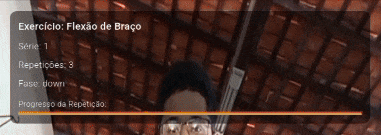 Exercício: Flexão de Braço
Série: 1
Repetições: 3
Fase: down
Progresso da Repetição: